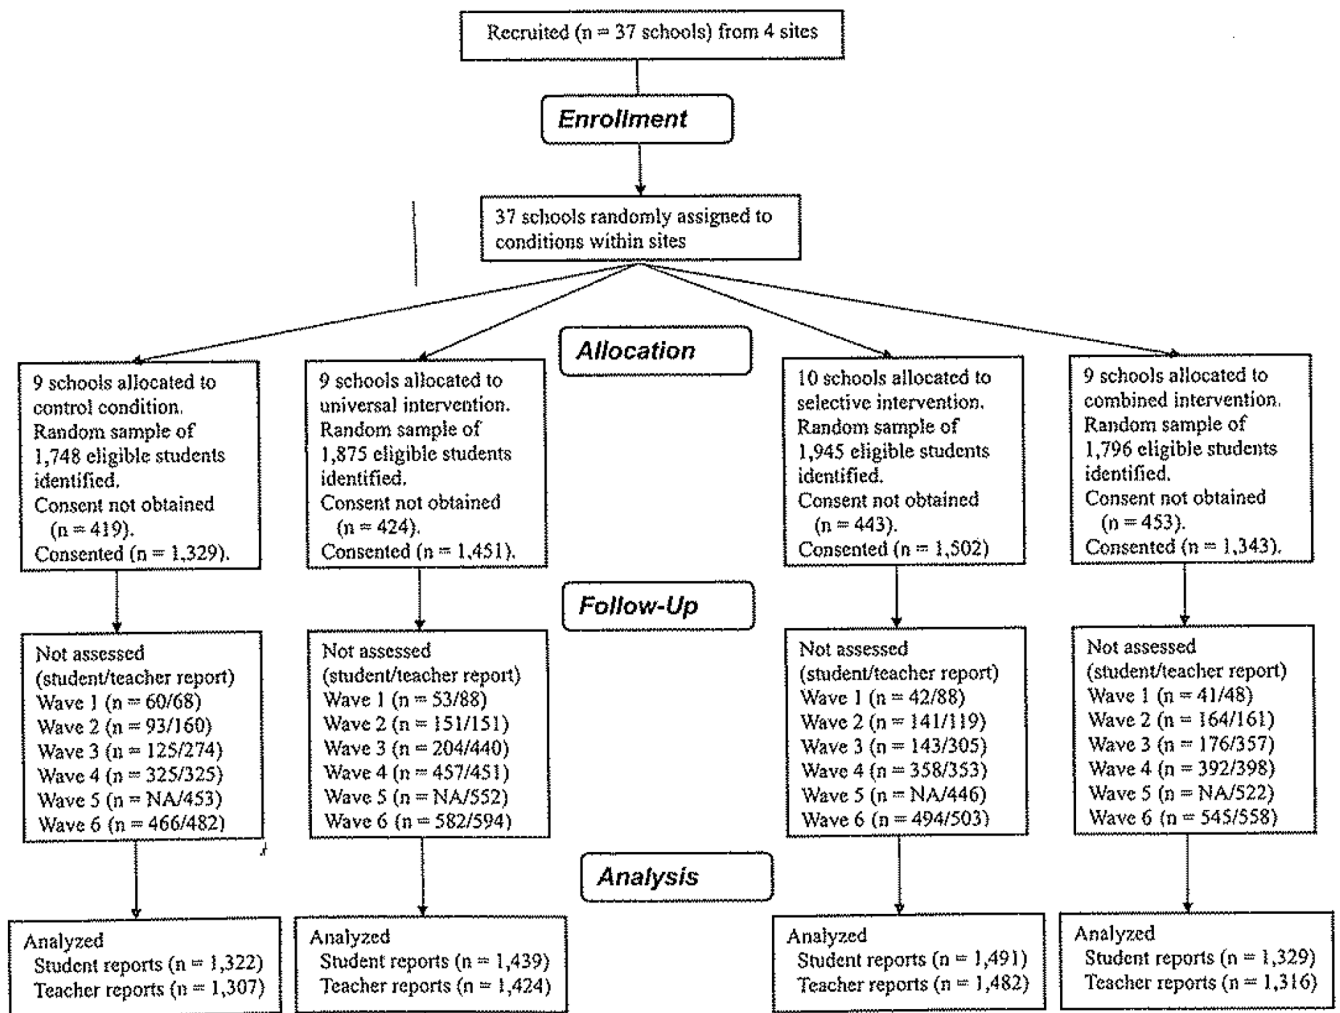 Recruited (n = 37 schools) from 4 sites
Enrollment
37 schools randomly assigned to
conditions within sites
Allocation
9 schools allocated to
control condition.
Random sample of
1,748 eligible students
identified.
Consent not obtained
(n = 419).
Consented (n = 1,329).
9 schools allocated to
universal intervention.
Random sample of
1,875 eligible students
identified.
Consent not obtained
(n = 424).
Consented (n = 1,451).
10 schools allocated to
selective intervention.
Random sample of
1,945 eligible students
identified.
Consent not obtained
(n = 443).
Consented (n = 1,502)
9 schools allocated to
combined intervention.
Random sample of
1,796 eligible students
identified.
Consent not obtained
(n = 453).
Consented (n = 1,343).
Follow-Up
Not assessed
(student/teacher report)
Wave 1 (n = 60/68)
Wave 2 (n = 93/160)
Wave 3 (n = 125/274)
Wave 4 (n = 325/325)
Wave 5 (n = NA/453)
Wave 6 (n = 466/482)
Not assessed
(student/teacher report)
Wave 1 (n = 53/88)
Wave 2 (n = 151/151)
Wave 3 (n = 204/440)
Wave 4 (n = 457/451)
Wave 5 (n = NA/552)
Wave 6 (n = 582/594)
Not assessed
(student/teacher report)
Wave 1 (n = 42/88)
Wave 2 (n = 141/119)
Wave 3 (n = 143/305)
Wave 4 (n = 358/353)
Wave 5 (n = NA/446)
Wave 6 (n = 494/503)
Not assessed
(student/teacher report)
Wave 1 (n = 41/48)
Wave 2 (n = 164/161)
Wave 3 (n = 176/357)
Wave 4 (n = 392/398)
Wave 5 (n = NA/522)
Wave 6 (n = 545/558)
Analysis
Analyzed
Student reports (n = 1,322)
Teacher reports (n = 1,307)
Analyzed
Student reports (n = 1,439)
Teacher reports (n = 1,424)
Analyzed
Student reports (n = 1,491)
Teacher reports (n = 1,482)
Analyzed
Student reports (n = 1,329)
Teacher reports (n = 1,316)